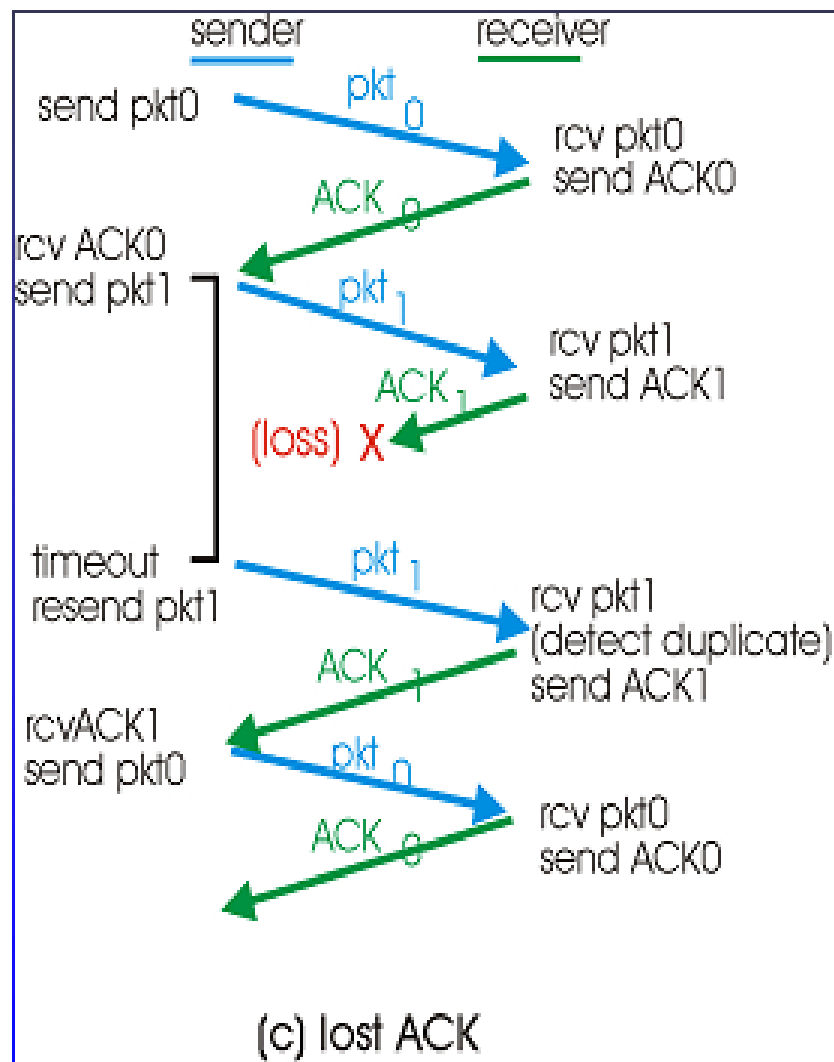 sender
receiver
send pkt0
pkt 0
rcv pkt0
send ACK0
ACK 0
rcv ACK0
send pkt1
pkt 1
rcv pkt1
send ACK1
ACK 1
(loss) X
timeout
resend pkt1
pkt 1
rcv pkt1
(detect duplicate)
send ACK1
ACK 1
rcvACK1
send pkt0
pkt 0
rcv pkt0
send ACK0
ACK 0
(c) lost ACK